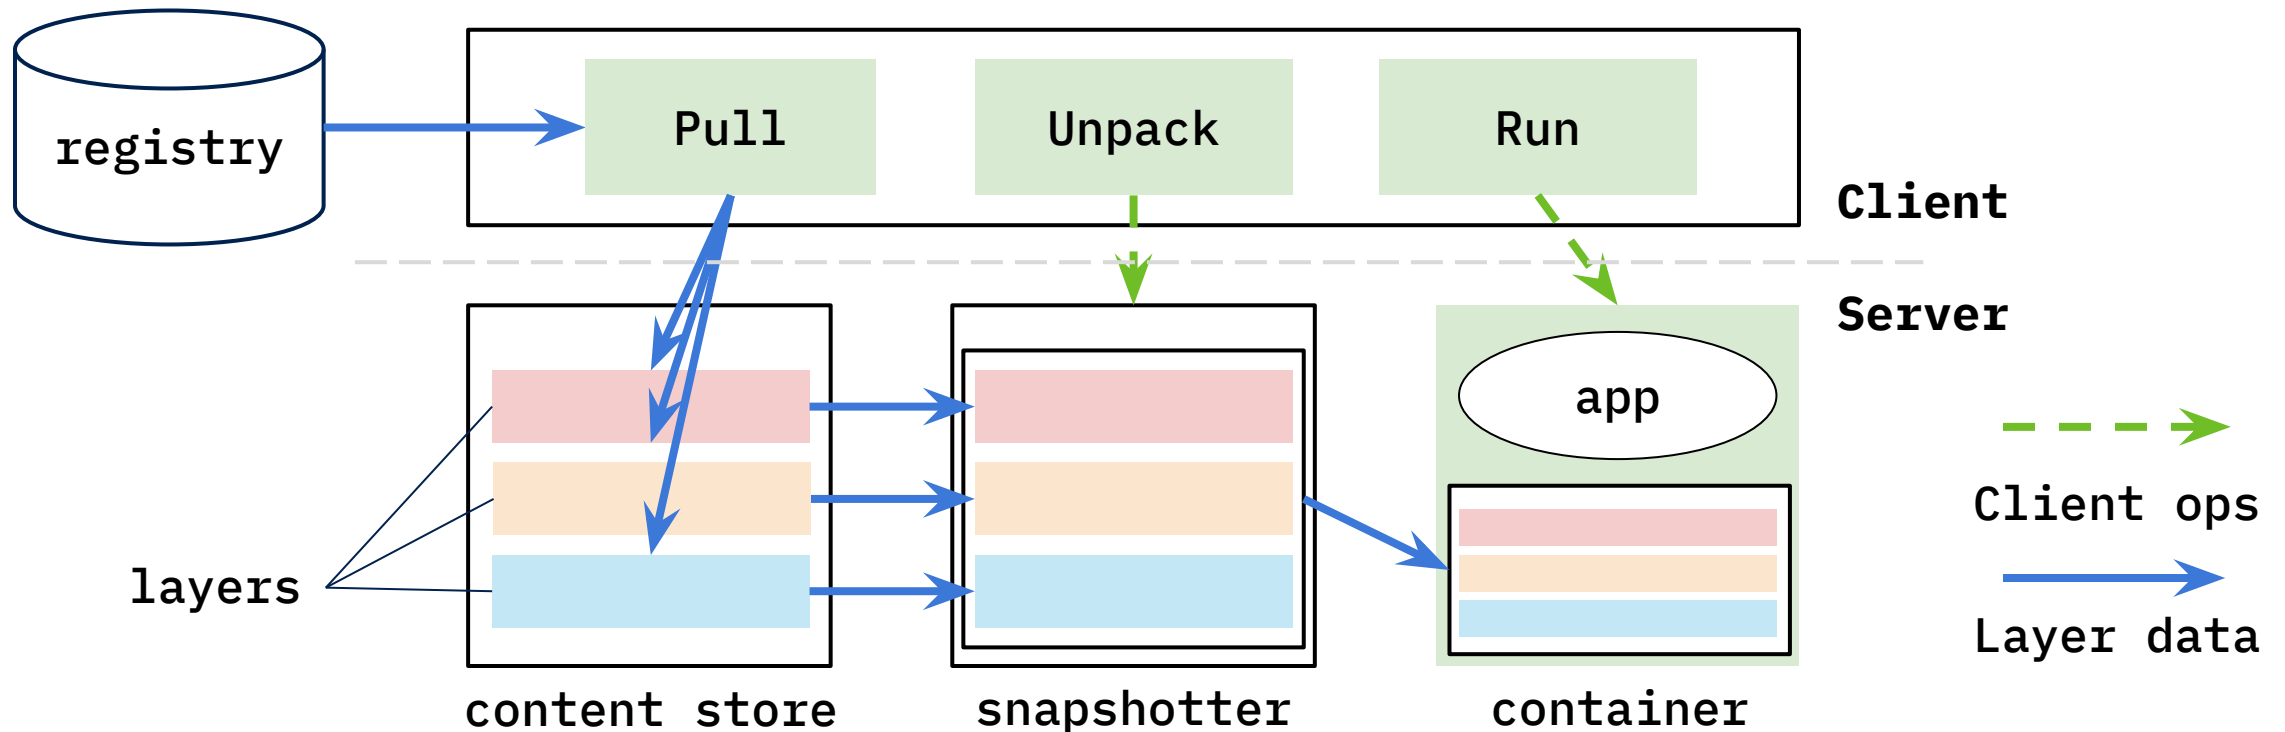 registry
Pull
Unpack
Run
Client
Server
app
layers
Client ops
Layer data
content store
snapshotter
container